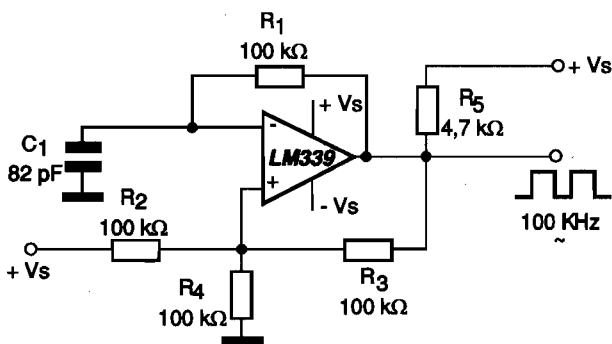 R1
100 kΩ
+ Vs
+ Vs
R5
4,7 kΩ
C1
82 pF
-
LM339
+
- Vs
R2
100 kΩ
100 KHz
~
+ Vs
R3
100 kΩ
R4
100 kΩ